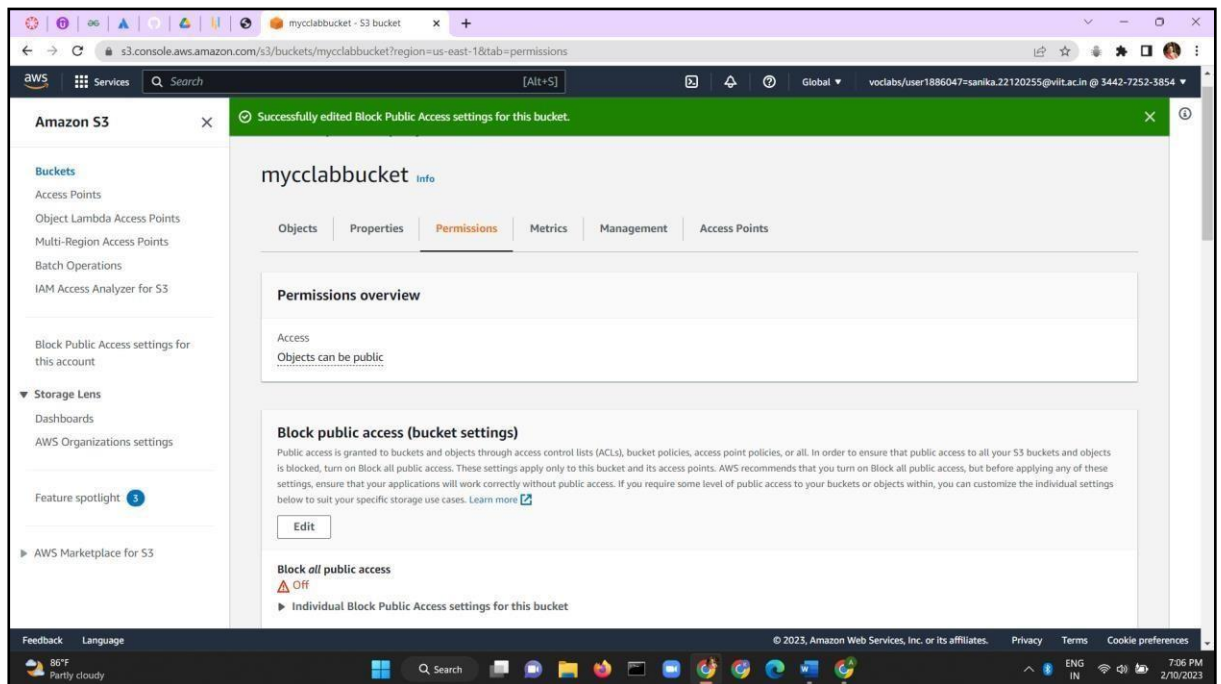 mycclabbucket - S3 bucket
s3.console.aws.amazon.com/s3/buckets/mycclabbucket?region=us-east-1&tab=permissions
aws Services Search [Alt+S] Global voclabs/user1886047=sanika.22120255@viit.ac.in @ 3442-7252-3854
Amazon S3
Successfully edited Block Public Access settings for this bucket.
Buckets
Access Points
Object Lambda Access Points
Multi-Region Access Points
Batch Operations
IAM Access Analyzer for S3
Block Public Access settings for
this account
Storage Lens
Dashboards
AWS Organizations settings
Feature spotlight 3
AWS Marketplace for S3
mycclabbucket Info
Objects Properties Permissions Metrics Management Access Points
Permissions overview
Access
Objects can be public
Block public access (bucket settings)
Public access is granted to buckets and objects through access control lists (ACLs), bucket policies, access point policies, or all. In order to ensure that public access to all your S3 buckets and objects
is blocked, turn on Block all public access. These settings apply only to this bucket and its access points. AWS recommends that you turn on Block all public access, but before applying any of these
settings, ensure that your applications will work correctly without public access. If you require some level of public access to your buckets or objects within, you can customize the individual settings
below to suit your specific storage use cases. Learn more
Edit
Block all public access
Off
Individual Block Public Access settings for this bucket
Feedback Language © 2023, Amazon Web Services, Inc. or its affiliates. Privacy Terms Cookie preferences
86°F
Partly cloudy
Search
ENG
IN
7:06 PM
2/10/2023